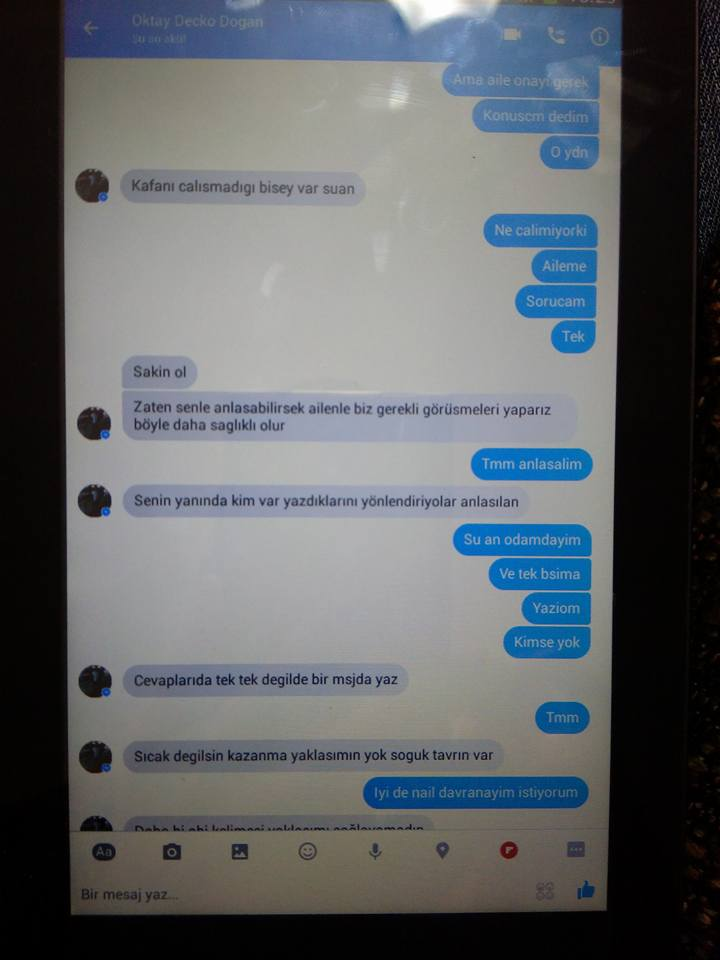 Oktay Decko Dogan
Su an aktif
Ama aile onayi gerek
Konuscm dedim
O ydn
Kafanı calısmadıgı bisey var suan
Ne calimiyorki
Aileme
Sorucam
Tek
Sakin ol
Zaten senle anlasabilirsek ailenle biz gerekli görüsmeleri yaparız
böyle daha saglıklı olur
Tmm anlasalim
Senin yanında kim var yazdıklarını yönlendiriyolar anlasılan
Su an odamdayim
Ve tek bsima
Yaziom
Kimse yok
Cevaplarıda tek tek degilde bir msjda yaz
Tmm
Sıcak degilsin kazanma yaklasımın yok soguk tavrın var
Iyi de nail davranayim istiyorum
Aa
Bir mesaj yaz...